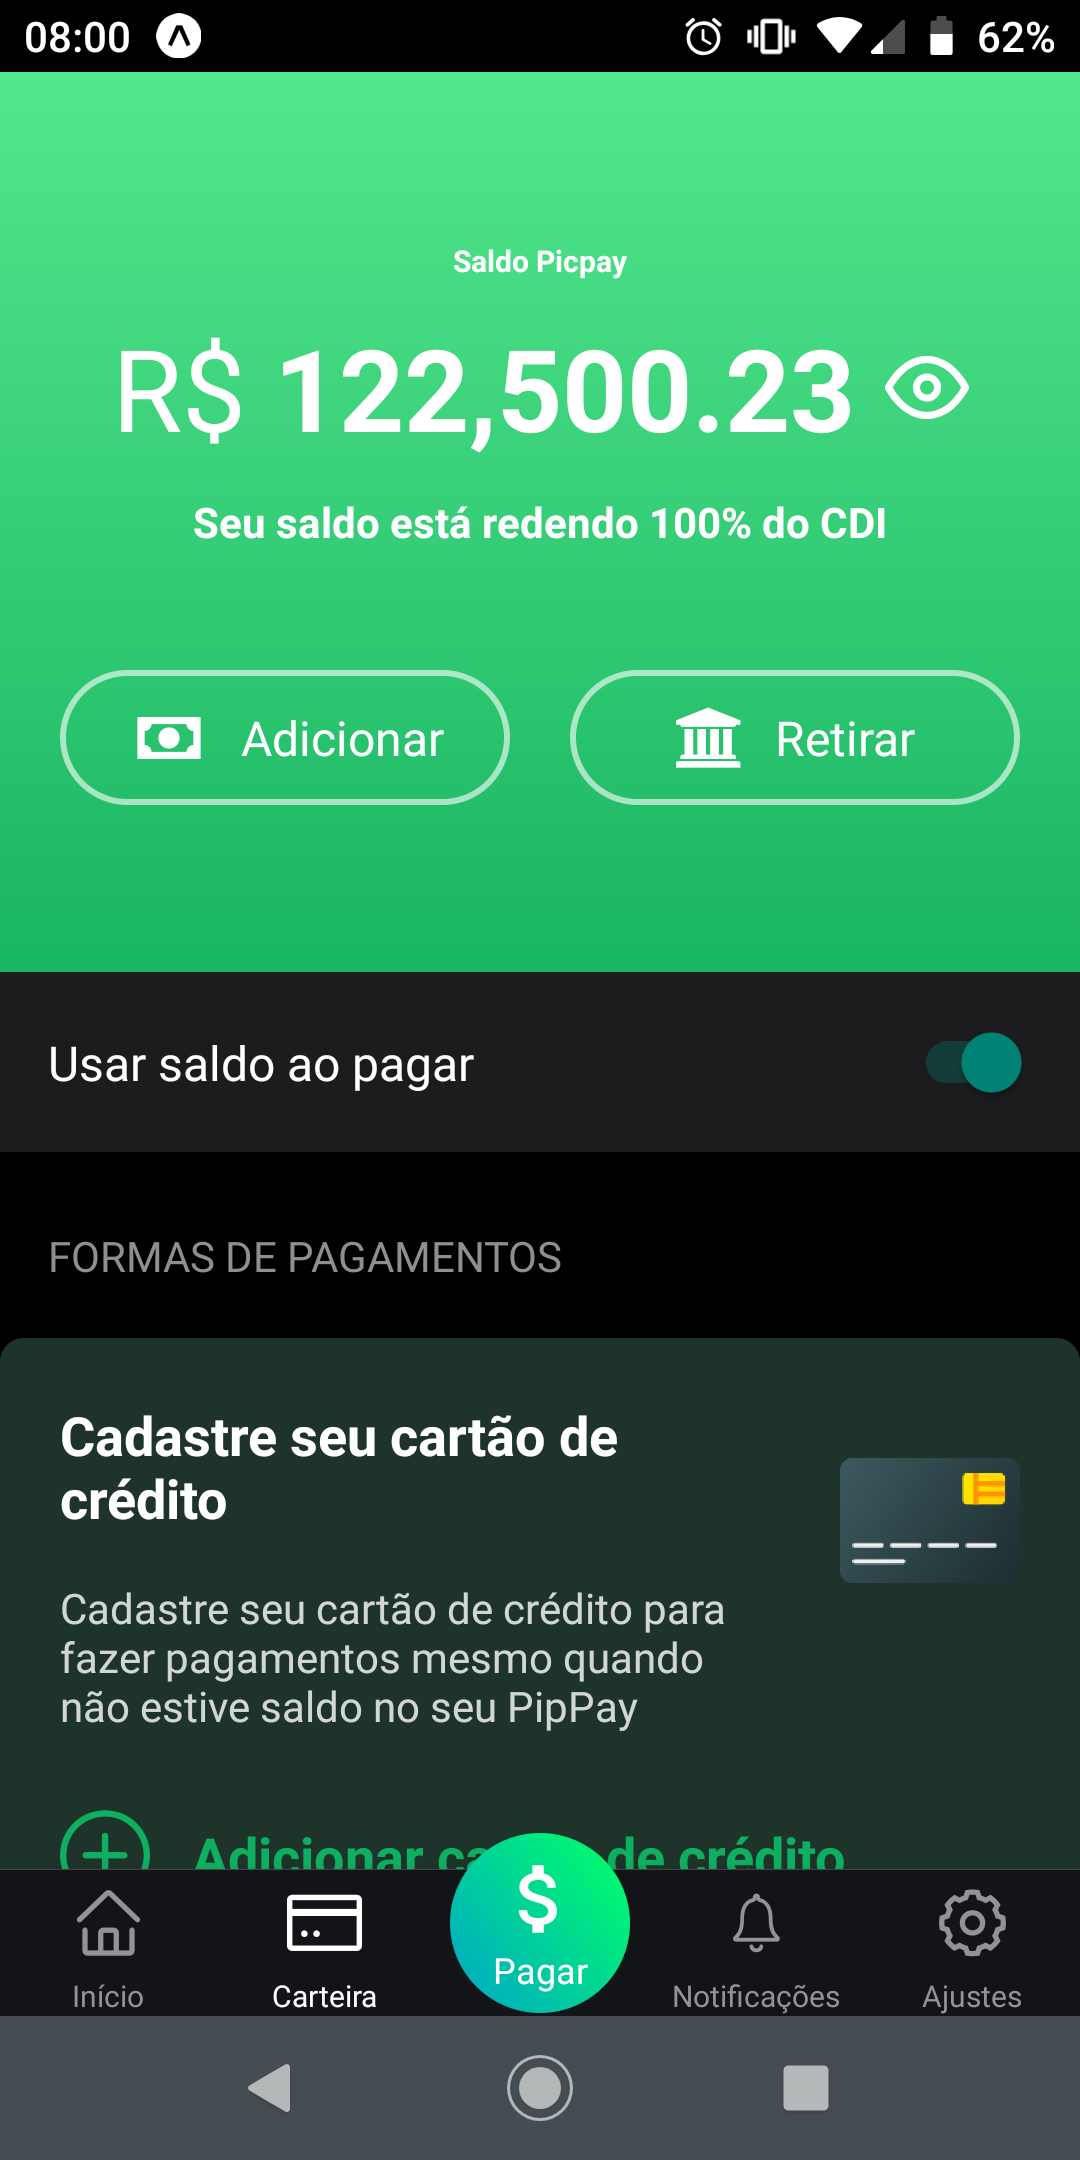 08:00
62%
Saldo Picpay
R$ 122,500.23
Seu saldo está redendo 100% do CDI
Adicionar
Retirar
Usar saldo ao pagar
FORMAS DE PAGAMENTOS
Cadastre seu cartão de
crédito
Cadastre seu cartão de crédito para
fazer pagamentos mesmo quando
não estive saldo no seu PipPay
Adicionar ca de crédito
$
Pagar
Início
Carteira
Notificações
Ajustes